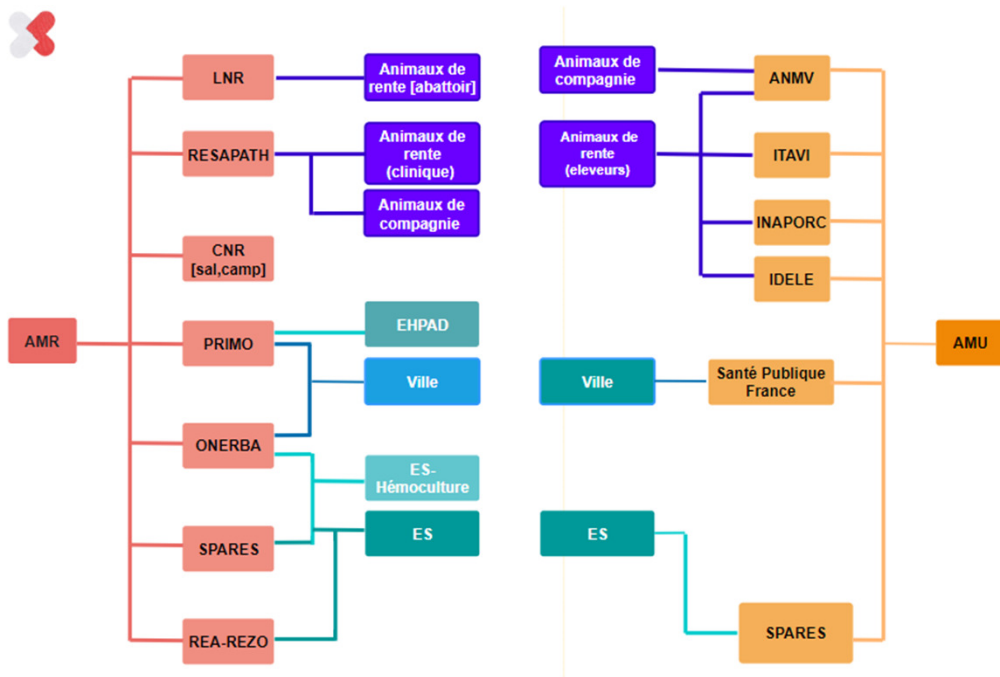 LNR
Animaux de
rente [abattoir]
RESAPATH
Animaux de
rente
(clinique)
Animaux de
compagnie
CNR
[sal,camp]
AMR
PRIMO
EHPAD
Ville
ONERBA
ES-
Hémoculture
SPARES
ES
REA-REZO
Animaux de
compagnie
ANMV
Animaux de
rente
(eleveurs)
ITAVI
INAPORC
IDELE
AMU
Ville
Santé Publique
France
ES
SPARES